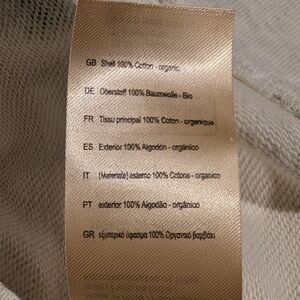 GB Shell 100% Cotton - organic
DE Oberstoff 100% Baumwolle - Bio
FR Tissu principal 100% Coton - organique
ES Exterior 100% Algodón - orgánico
IT (Materiale) esterno 100% Cotone - organico
PT exterior 100% Algodão - orgânico
GR εξωτερικό ύφασμα 100% Οργανικό βαμβάκι